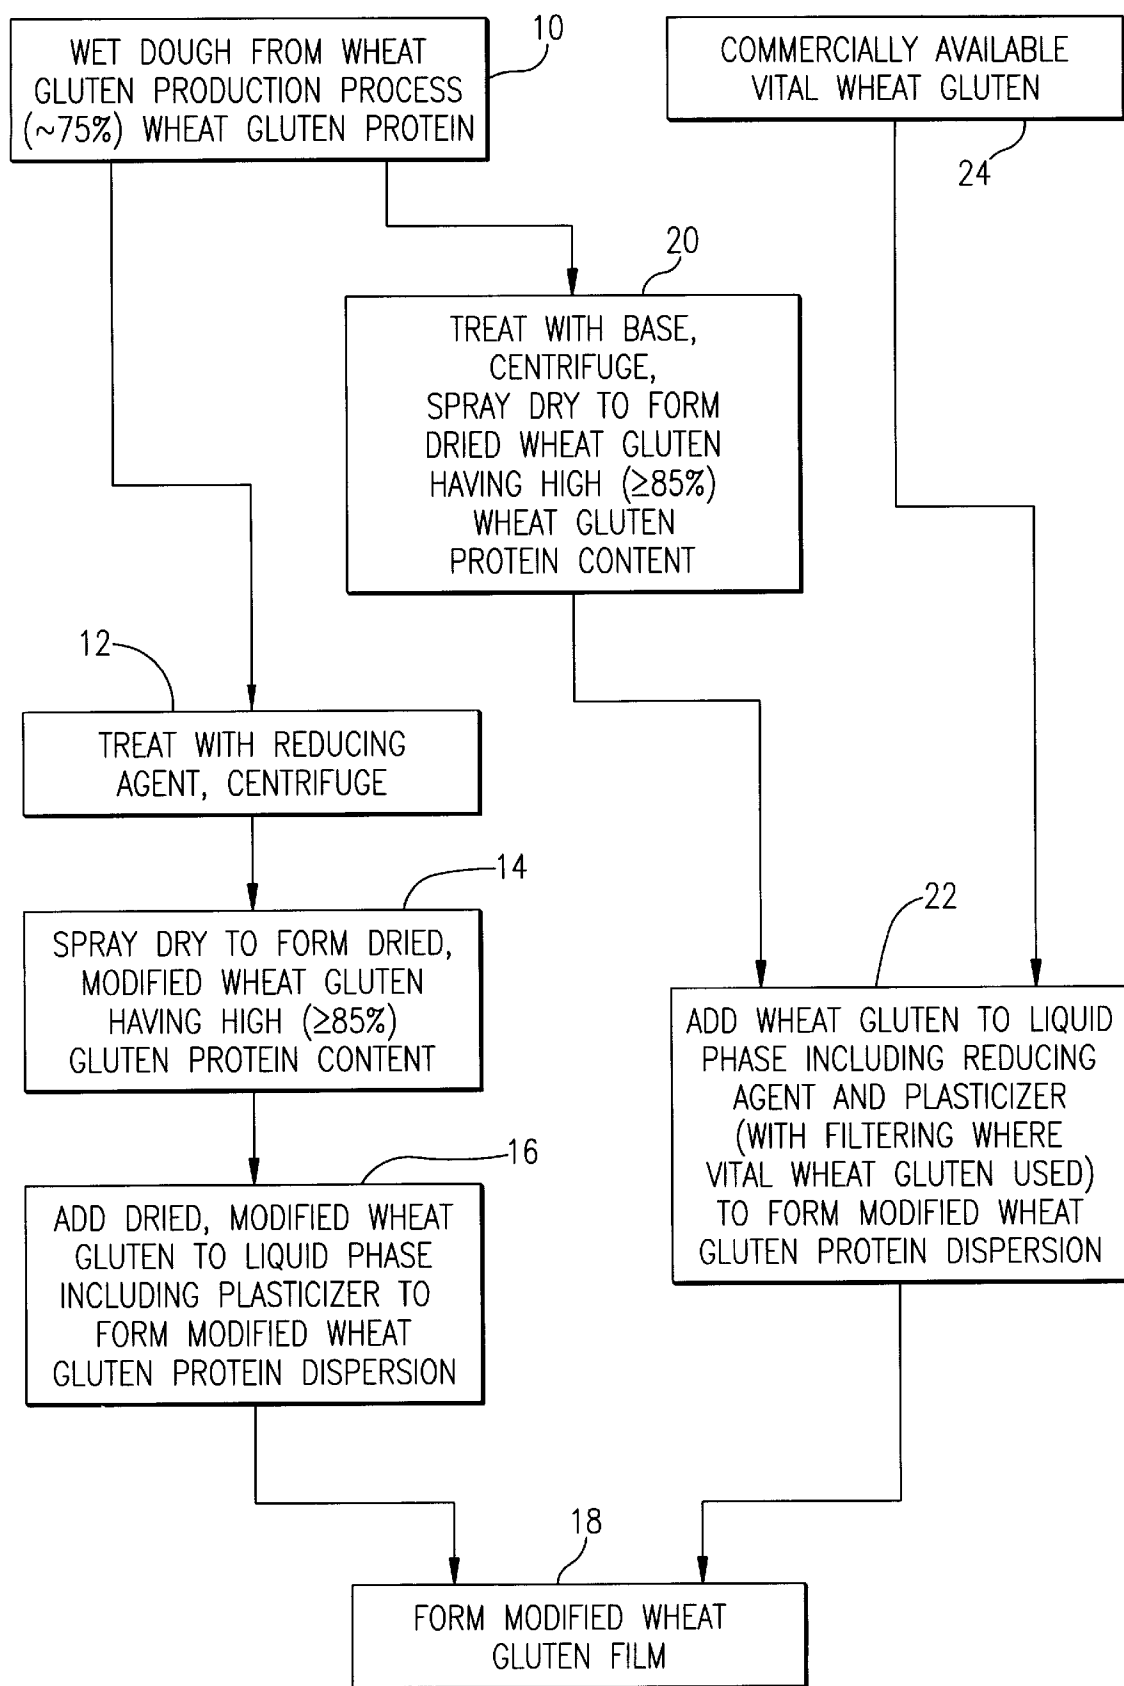 WET DOUGH FROM WHEAT
GLUTEN PRODUCTION PROCESS
(~75%) WHEAT GLUTEN PROTEIN
10
COMMERCIALLY AVAILABLE
VITAL WHEAT GLUTEN
24
20
TREAT WITH BASE,
CENTRIFUGE,
SPRAY DRY TO FORM
DRIED WHEAT GLUTEN
HAVING HIGH (≥85%)
WHEAT GLUTEN
PROTEIN CONTENT
12
TREAT WITH REDUCING
AGENT, CENTRIFUGE
14
SPRAY DRY TO FORM DRIED,
MODIFIED WHEAT GLUTEN
HAVING HIGH (≥85%)
GLUTEN PROTEIN CONTENT
22
ADD WHEAT GLUTEN TO LIQUID
PHASE INCLUDING REDUCING
AGENT AND PLASTICIZER
(WITH FILTERING WHERE
VITAL WHEAT GLUTEN USED)
TO FORM MODIFIED WHEAT
GLUTEN PROTEIN DISPERSION
16
ADD DRIED, MODIFIED WHEAT
GLUTEN TO LIQUID PHASE
INCLUDING PLASTICIZER TO
FORM MODIFIED WHEAT
GLUTEN PROTEIN DISPERSION
18
FORM MODIFIED WHEAT
GLUTEN FILM